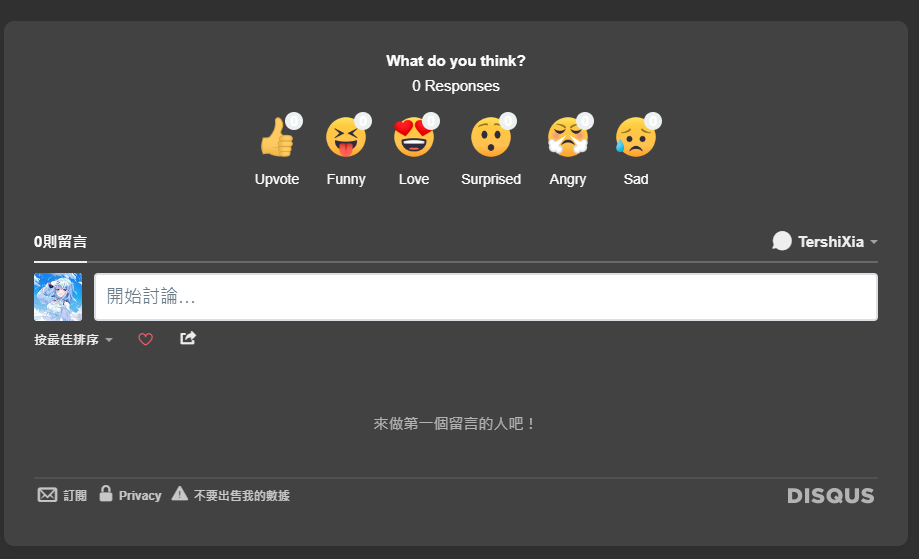 What do you think?
0 Responses
0 0 0 0 0 0
Upvote Funny Love Surprised Angry Sad
0則留言 TershiXia
開始討論...
按最佳排序
來做第一個留言的人吧！
訂閱 Privacy 不要出售我的數據 DISQUS